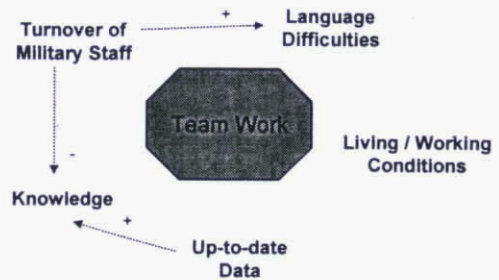 Turnover of
Military Staff
+
Language
Difficulties
Team Work
Living / Working
Conditions
-
Knowledge
+
Up-to-date
Data